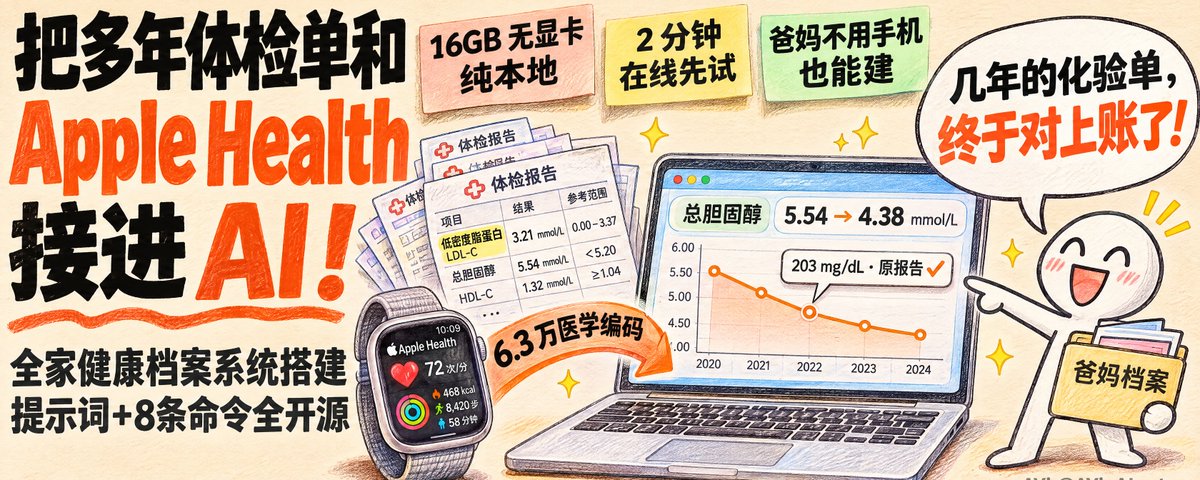 把多年体检单和
Apple Health
接进 AI!
全家健康档案系统搭建
提示词+8条命令全开源
16GB 无显卡
纯本地
2 分钟
在线先试
爸妈不用手机
也能建
几年的化验单，
终于对上账了！
体检报告
体检报告
体检报告
项目 结果 参考范围
低密度脂蛋白
LDL-C 3.21 mmol/L 0.00－3.37
总胆固醇 5.54 mmol/L <5.20
HDL-C 1.32 mmol/L ≥1.04
...
10:09
Apple Health
72 次/分
468 kcal
8,420 步
58 分钟
6.3 万医学编码
总胆固醇 5.54 → 4.38 mmol/L
203 mg/dL · 原报告
6.00
5.50
5.00
4.50
2020 2021 2022 2023 2024
爸妈档案